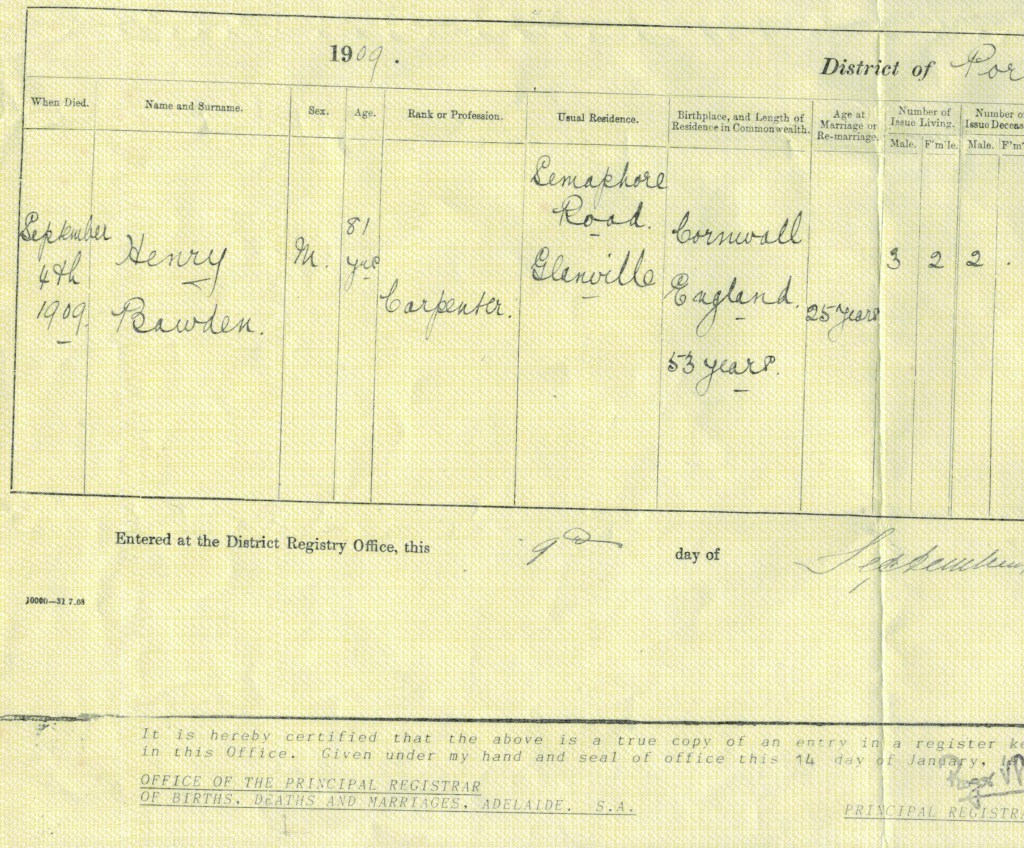 1909.
District of Por
When Died.
Name and Surname.
Sex.
Age.
Rank or Profession.
Usual Residence.
Birthplace, and Length of
Residence in Commonwealth.
Age at
Marriage or
Re-marriage.
Number of
Issue Living.
Male.
F'm'le.
Number o
Issue Deceas
Male.
F'm'
September
4th
1909.
Henry
Bawden.
M.
81
yrs
Carpenter.
Semaphore
Road.
Glanville
Cornwall
England.
53 years.
25 years
3
2
2
.
Entered at the District Registry Office, this 9th day of September
10000—31.7.08
It is hereby certified that the above is a true copy of an entry in a register ke
in this Office. Given under my hand and seal of office this 14 day of January,
OFFICE OF THE PRINCIPAL REGISTRAR
OF BIRTHS, DEATHS AND MARRIAGES, ADELAIDE. S.A.
PRINCIPAL REGISTRA